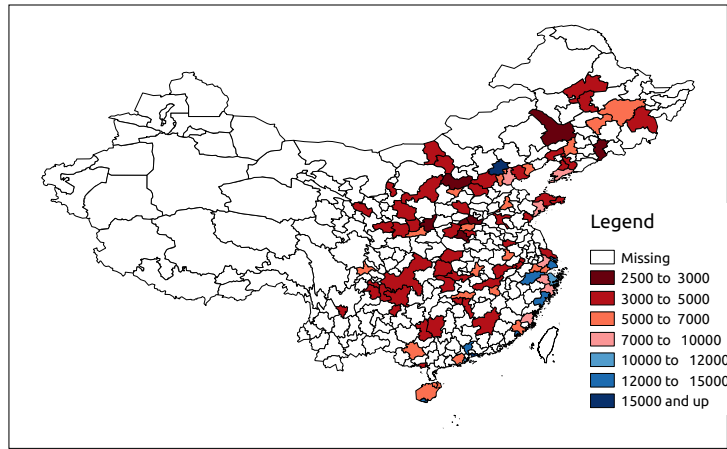 Legend
Missing
2500 to 3000
3000 to 5000
5000 to 7000
7000 to 10000
10000 to 12000
12000 to 15000
15000 and up